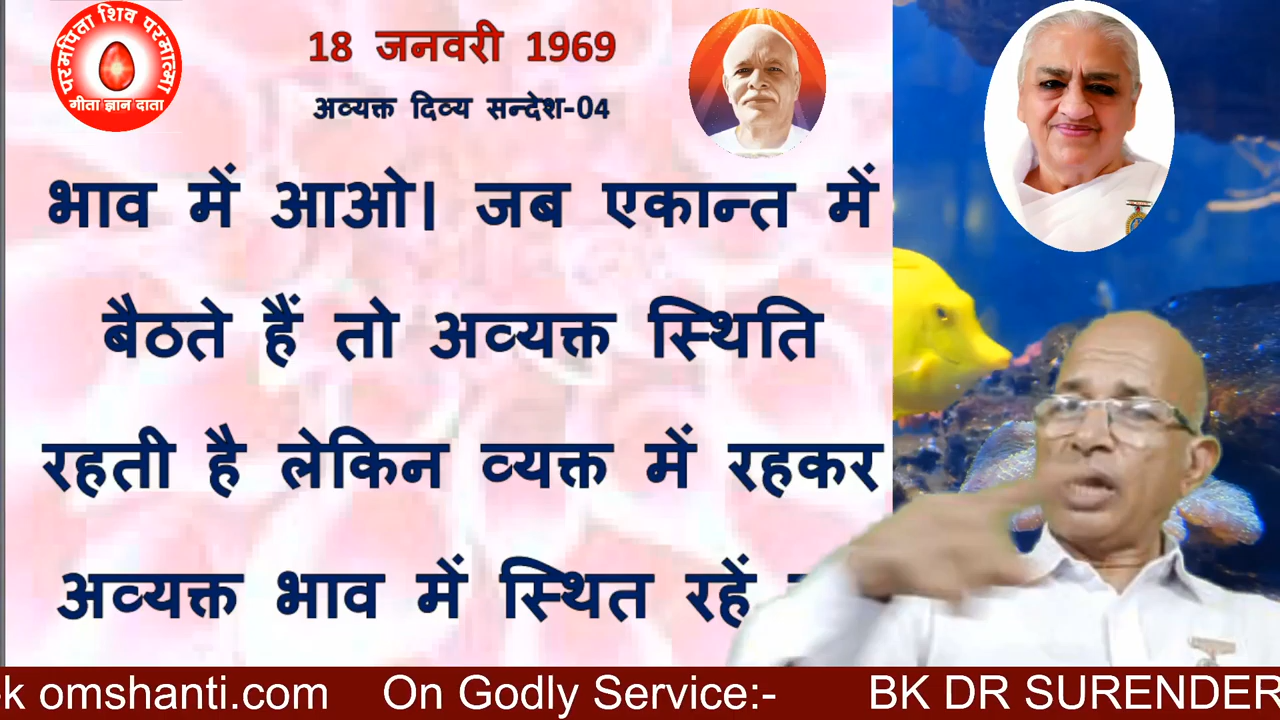 परमपिता शिव परमात्मा
गीता ज्ञान दाता
18 जनवरी 1969
अव्यक्त दिव्य सन्देश-04
भाव में आओ। जब एकान्त में
बैठते हैं तो अव्यक्त स्थिति
रहती है लेकिन व्यक्त में रहकर
अव्यक्त भाव में स्थित रहें
k omshanti.com On Godly Service:- BK DR SURENDER